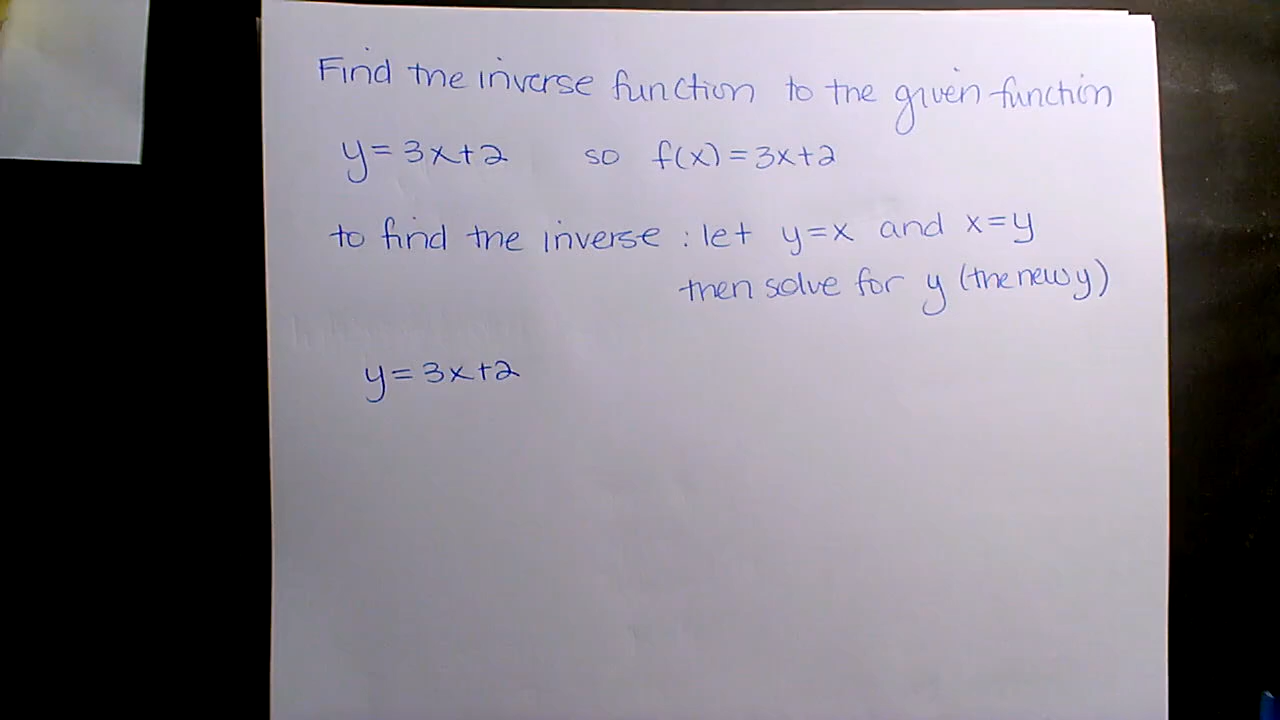 Find the inverse function to the given function
y = 3x+2 so f(x) = 3x+2
to find the inverse : let y=x and x=y
then solve for y (the new y)
y = 3x+2